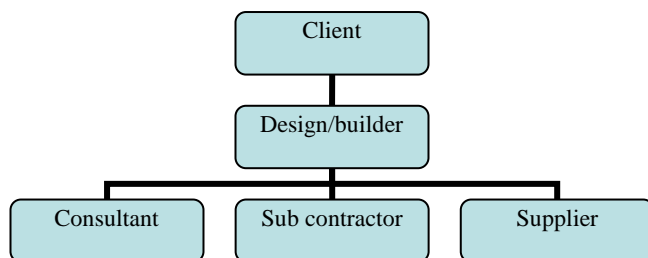 Client
Design/builder
Consultant
Sub contractor
Supplier